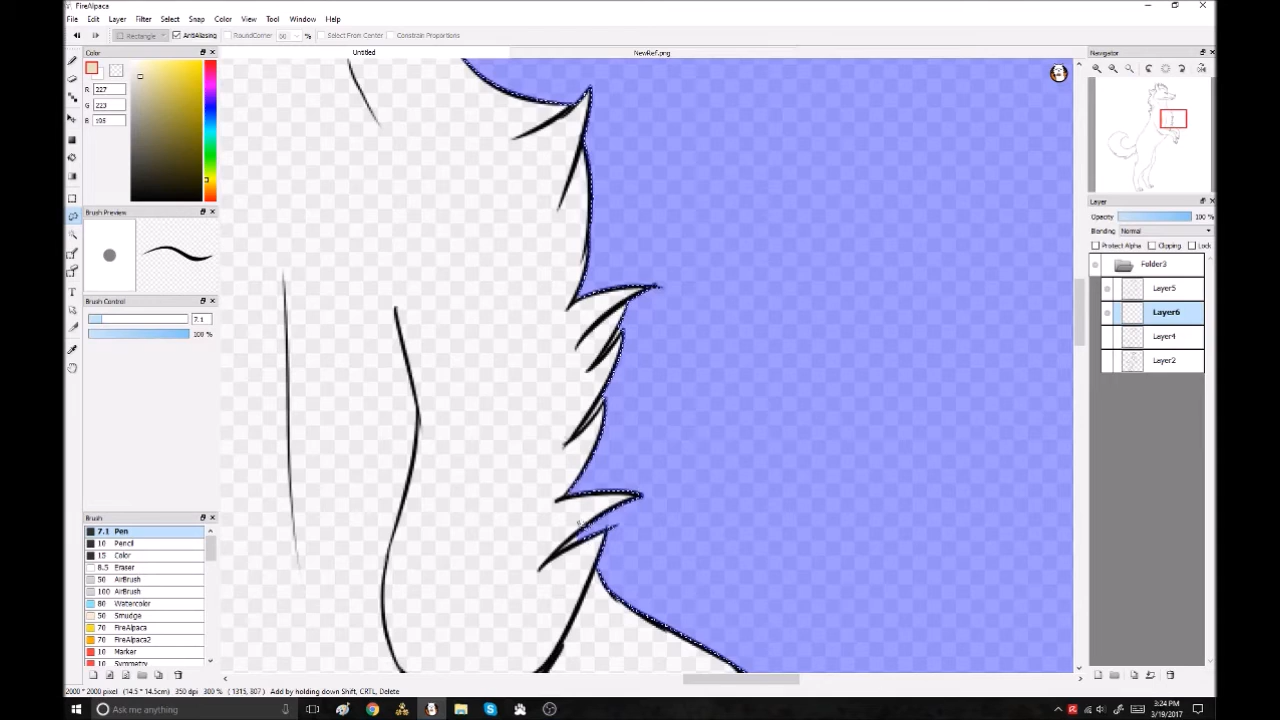 FireAlpaca
File Edit Layer Filter Select Snap Color View Tool Window Help
Rectangle AntiAliasing RoundCorner 50 % Select From Center Constrain Proportions
Color
Untitled
NewRef.png
Navigator
R 227
G 223
B 195
Brush Preview
Layer
Opacity 100 %
Blending Normal
Protect Alpha Clipping Lock
Folder3
Layer5
Brush Control
Layer6
7.1
100 %
Layer4
Layer2
Brush
7.1 Pen
10 Pencil
15 Color
8.5 Eraser
50 AirBrush
100 AirBrush
80 Watercolor
50 Smudge
70 FireAlpaca
70 FireAlpaca2
10 Marker
10 Symmetry
2000 * 2000 pixel (14.5 * 14.5cm) 350 dpi 300 % ( 1315, 807) Add by holding down Shift, CRTL, Delete
Ask me anything
3:24 PM
3/19/2017